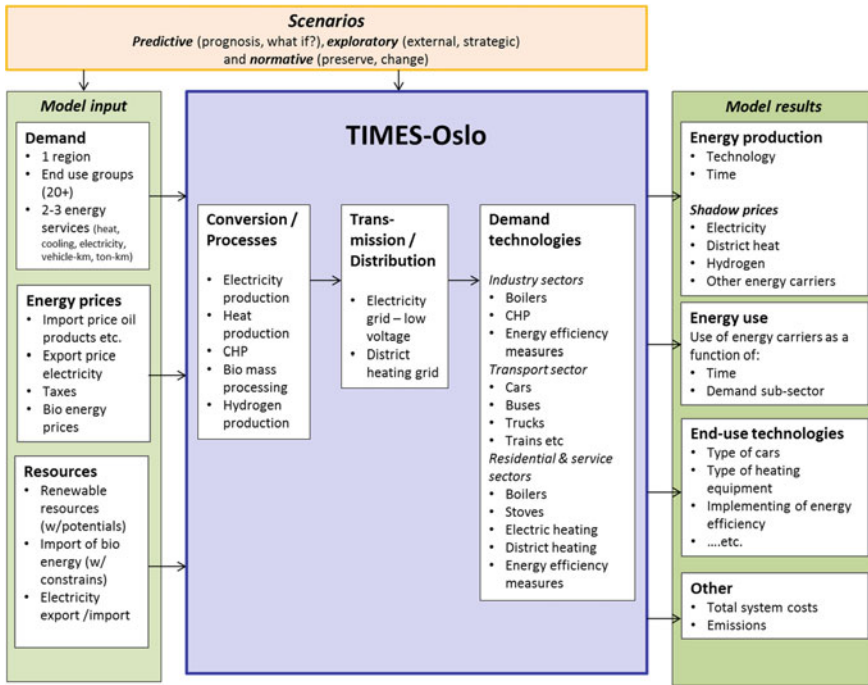 Scenarios
Predictive (prognosis, what if?), exploratory (external, strategic)
and normative (preserve, change)
Model input
Demand
• 1 region
• End use groups
(20+)
• 2-3 energy
services (heat,
cooling, electricity,
vehicle-km, ton-km)
Energy prices
• Import price oil
products etc.
• Export price
electricity
• Taxes
• Bio energy
prices
Resources
• Renewable
resources
(w/potentials)
• Import of bio
energy (w/
constrains)
• Electricity
export /import
TIMES-Oslo
Conversion /
Processes
• Electricity
production
• Heat
production
• CHP
• Bio mass
processing
• Hydrogen
production
Trans-
mission /
Distribution
• Electricity
grid – low
voltage
• District
heating grid
Demand
technologies
Industry sectors
• Boilers
• CHP
• Energy efficiency
measures
Transport sector
• Cars
• Buses
• Trucks
• Trains etc
Residential & service
sectors
• Boilers
• Stoves
• Electric heating
• District heating
• Energy efficiency
measures
Model results
Energy production
• Technology
• Time
Shadow prices
• Electricity
• District heat
• Hydrogen
• Other energy carriers
Energy use
Use of energy carriers as a
function of:
• Time
• Demand sub-sector
End-use technologies
• Type of cars
• Type of heating
equipment
• Implementing of energy
efficiency
• ....etc.
Other
• Total system costs
• Emissions